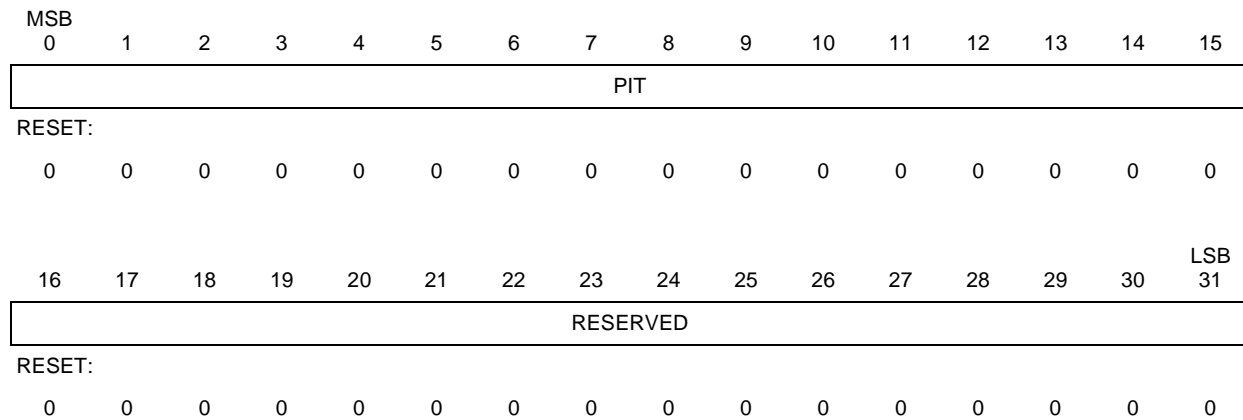 MSB
0 1 2 3 4 5 6 7 8 9 10 11 12 13 14 15
PIT
RESET:
0 0 0 0 0 0 0 0 0 0 0 0 0 0 0 0
LSB
16 17 18 19 20 21 22 23 24 25 26 27 28 29 30 31
RESERVED
RESET:
0 0 0 0 0 0 0 0 0 0 0 0 0 0 0 0